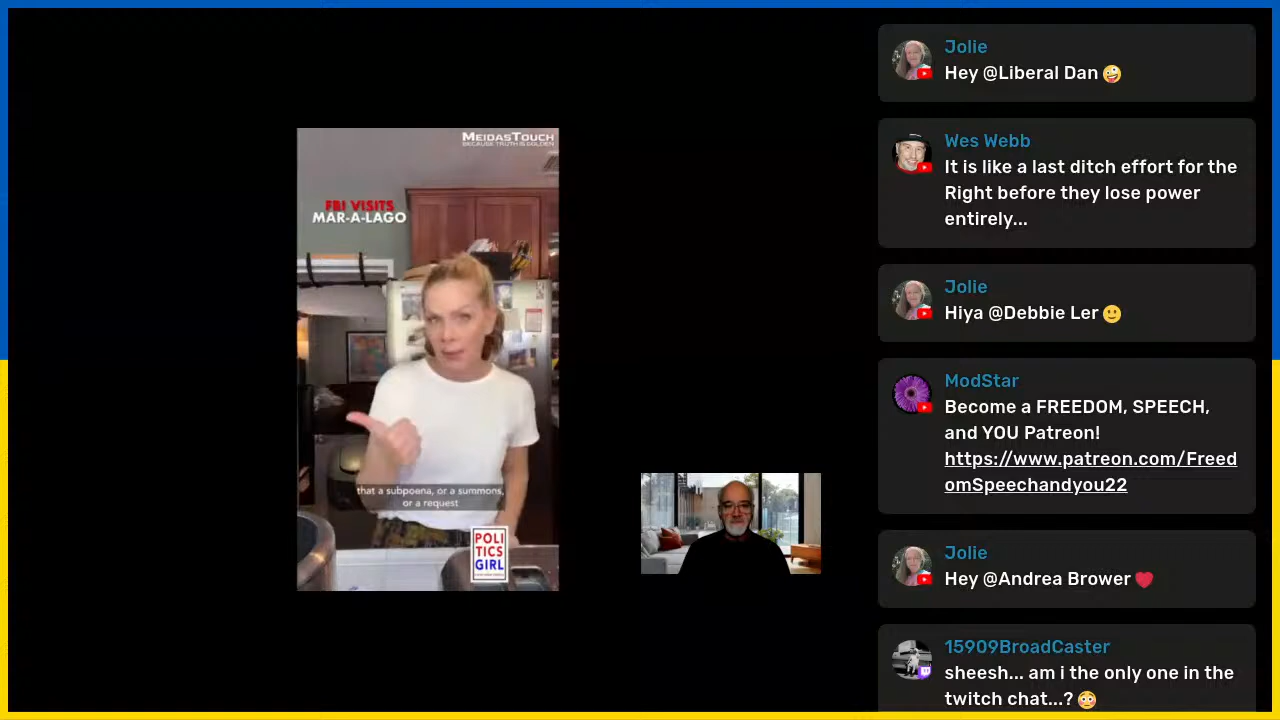 MEIDASTOUCH
BECAUSE TRUTH IS GOLDEN
FBI VISITS
MAR-A-LAGO
that a subpoena, or a summons,
or a request
POLI
TICS
GIRL
Jolie
Hey @Liberal Dan 🤪
Wes Webb
It is like a last ditch effort for the
Right before they lose power
entirely...
Jolie
Hiya @Debbie Ler 🙂
ModStar
Become a FREEDOM, SPEECH,
and YOU Patreon!
https://www.patreon.com/Freed
omSpeechandyou22
Jolie
Hey @Andrea Brower ❤️
15909BroadCaster
sheesh... am i the only one in the
twitch chat...? 😳